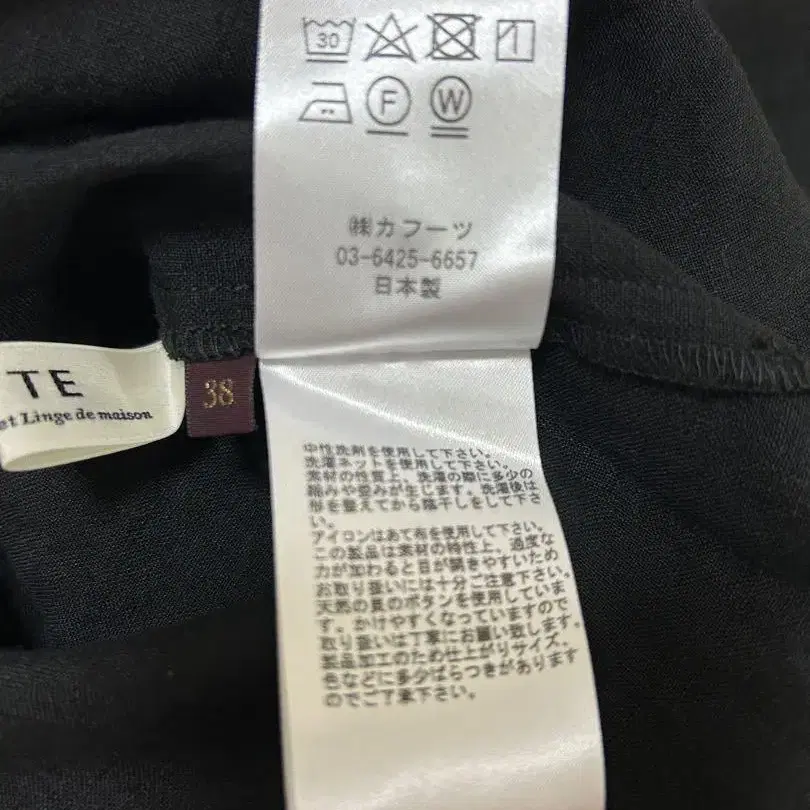 30
F W
㈱カフーツ
03-6425-6657
日本製
TE
et Linge de maison
38
中性洗剤を使用して下さい。
洗濯ネットを使用して下さい。
素材の性質上、洗濯の際に多少の
縮みや歪みが生じます。洗濯後は
形を整えてから陰干しをして下さ
い。
アイロンはあて布を使用して下さい。
この製品は素材の特性上、過度な
力が加わると目が開きやすいため
お取り扱いには十分ご注意下さい。
天然の貝のボタンを使用していま
す。かけやすくなっていますので
取り扱いは丁寧にお願い致します。
製品加工のため仕上がりサイズ、
色などに多少ばらつきがあります
のでご了承下さい。